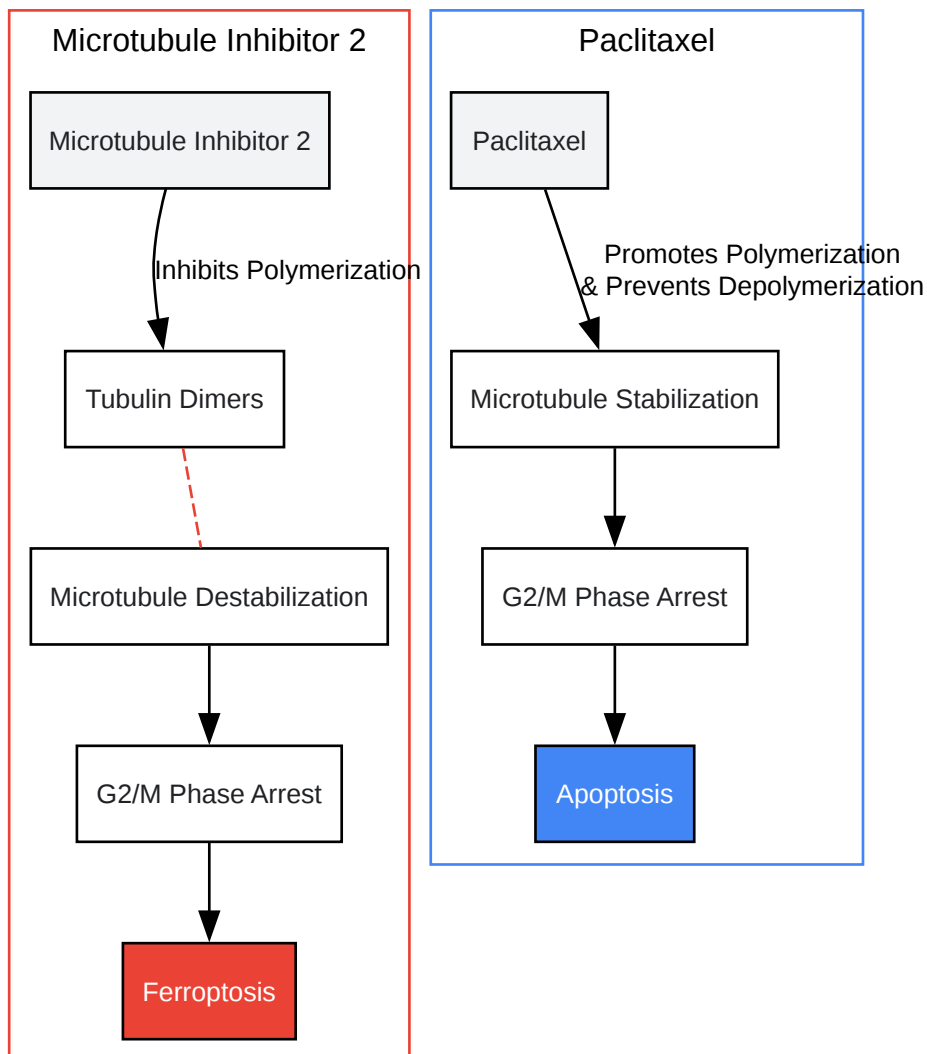 Microtubule Inhibitor 2
Microtubule Inhibitor 2
Inhibits Polymerization
Tubulin Dimers
Microtubule Destabilization
G2/M Phase Arrest
Ferroptosis
Paclitaxel
Paclitaxel
Promotes Polymerization
& Prevents Depolymerization
Microtubule Stabilization
G2/M Phase Arrest
Apoptosis